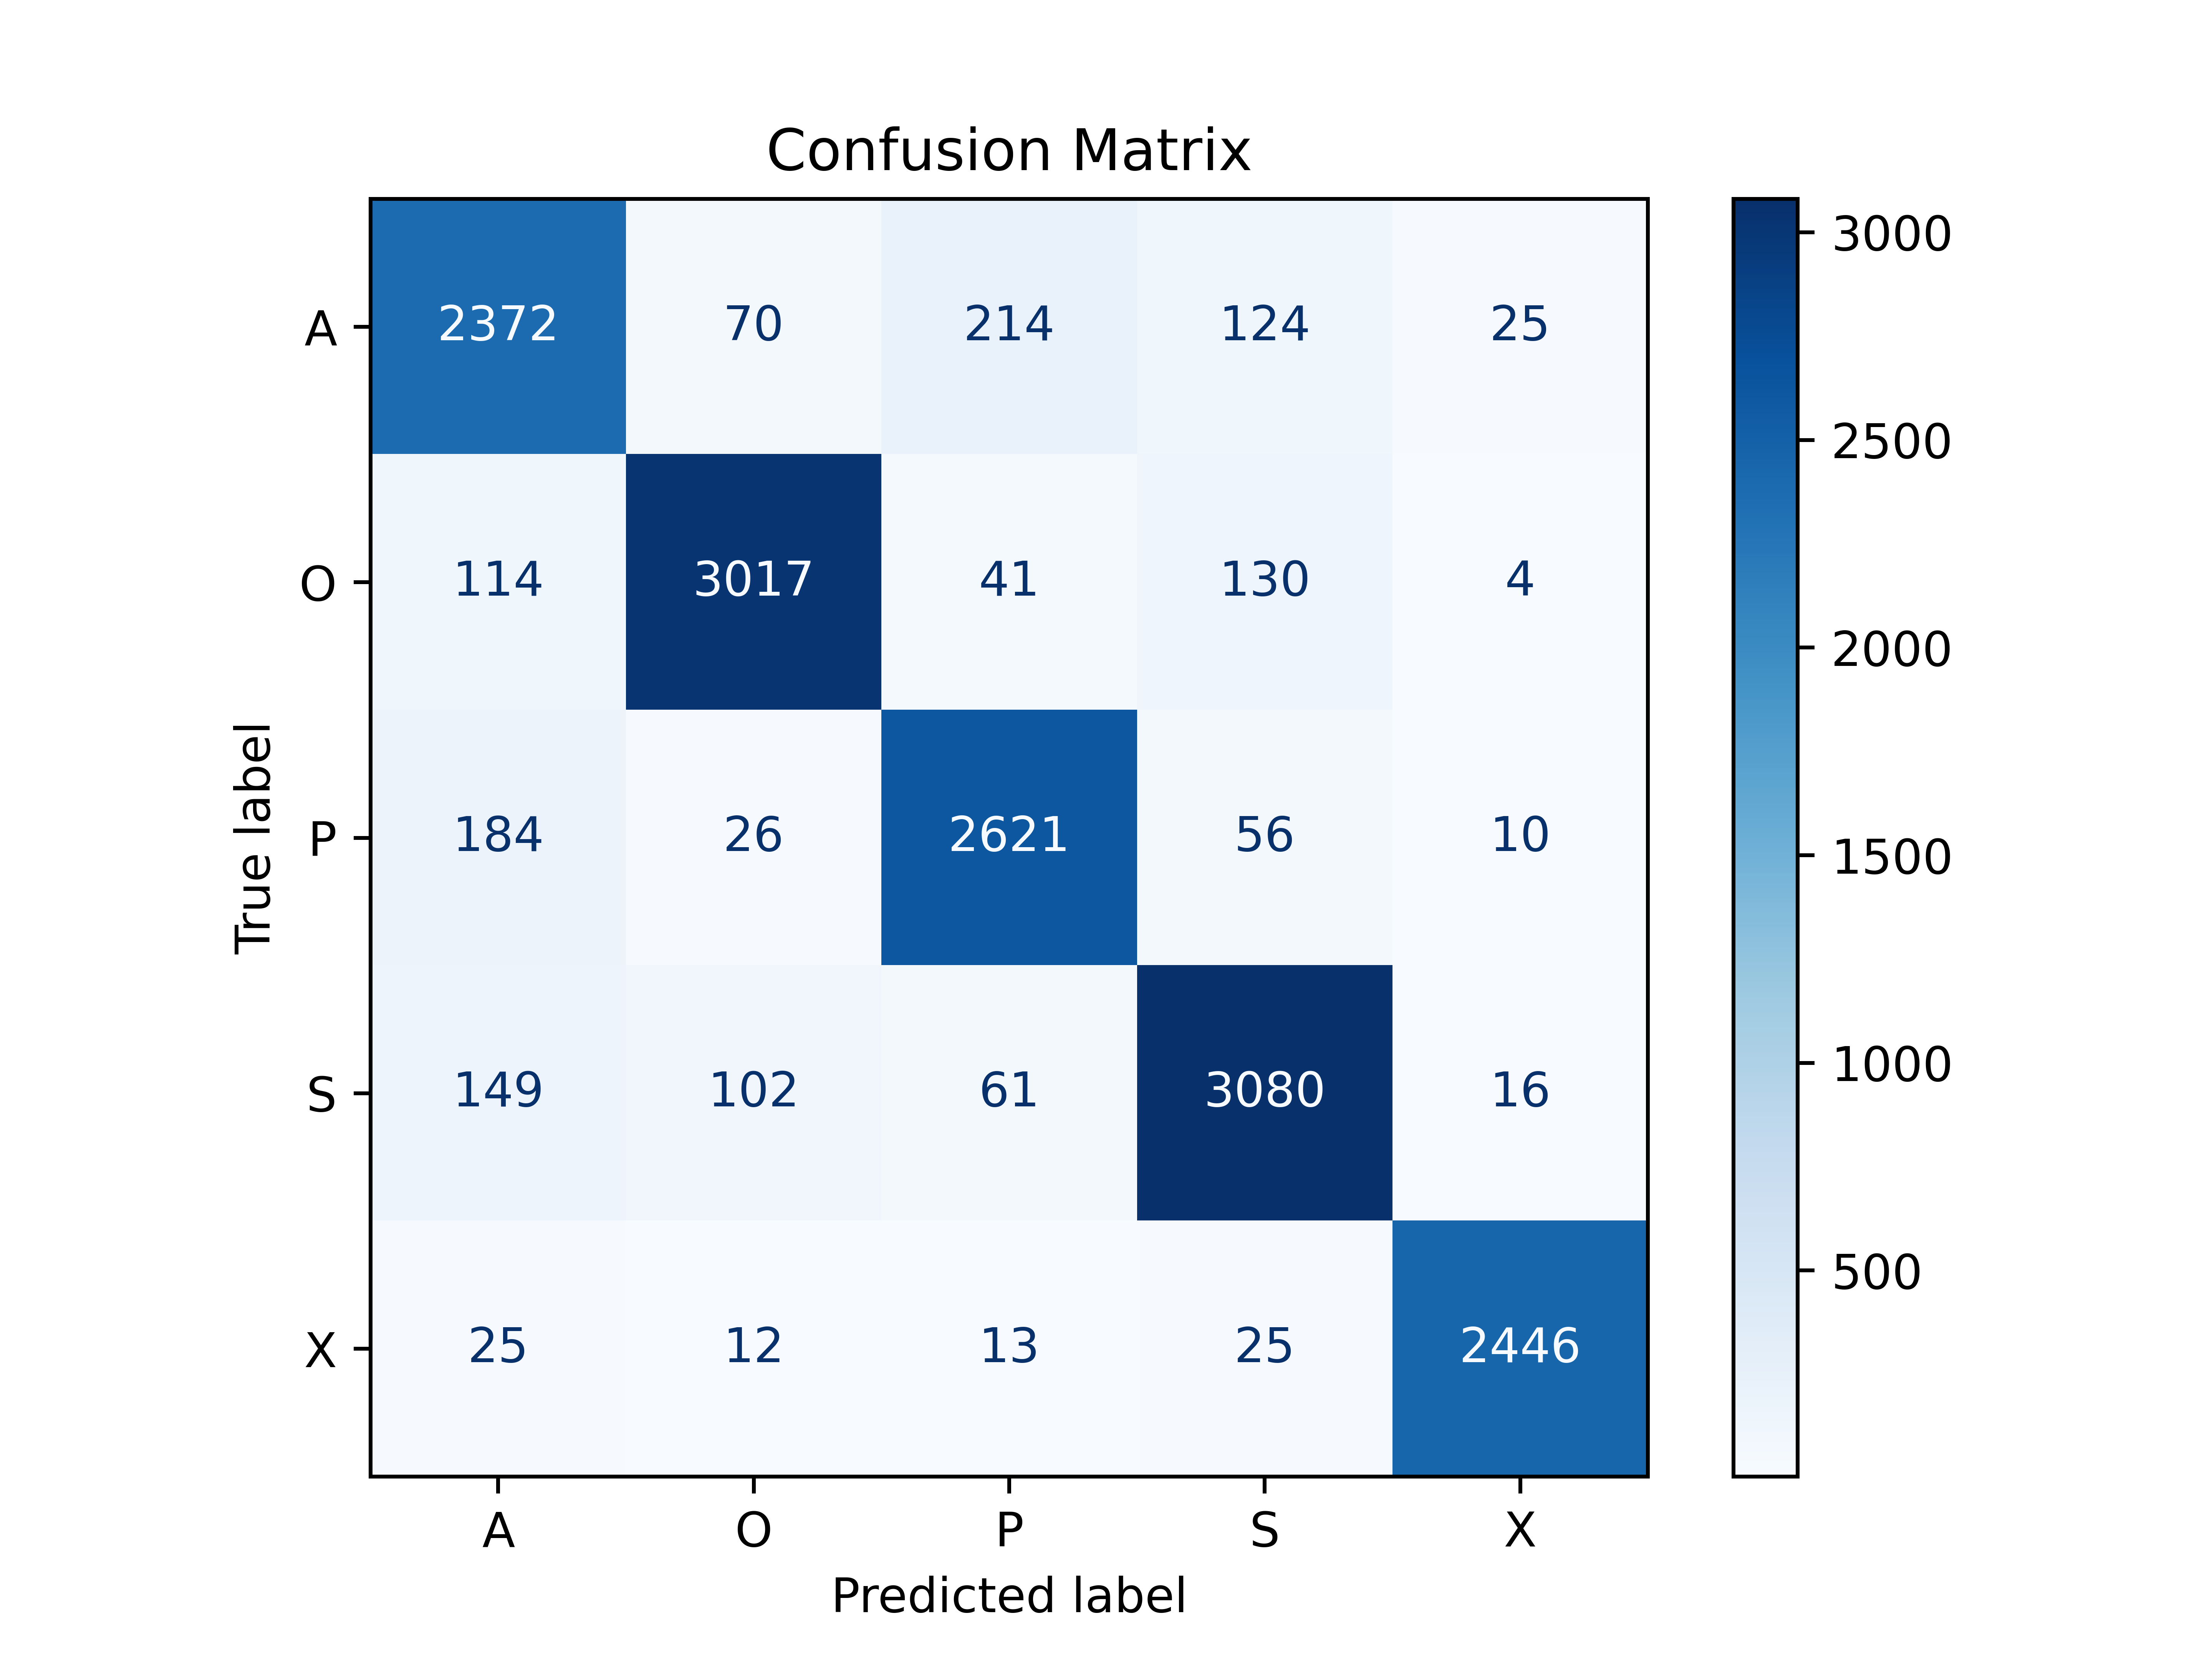 Confusion Matrix
A 2372 70 214 124 25
O 114 3017 41 130 4
P 184 26 2621 56 10
S 149 102 61 3080 16
X 25 12 13 25 2446
A O P S X
Predicted label
True label
3000
2500
2000
1500
1000
500